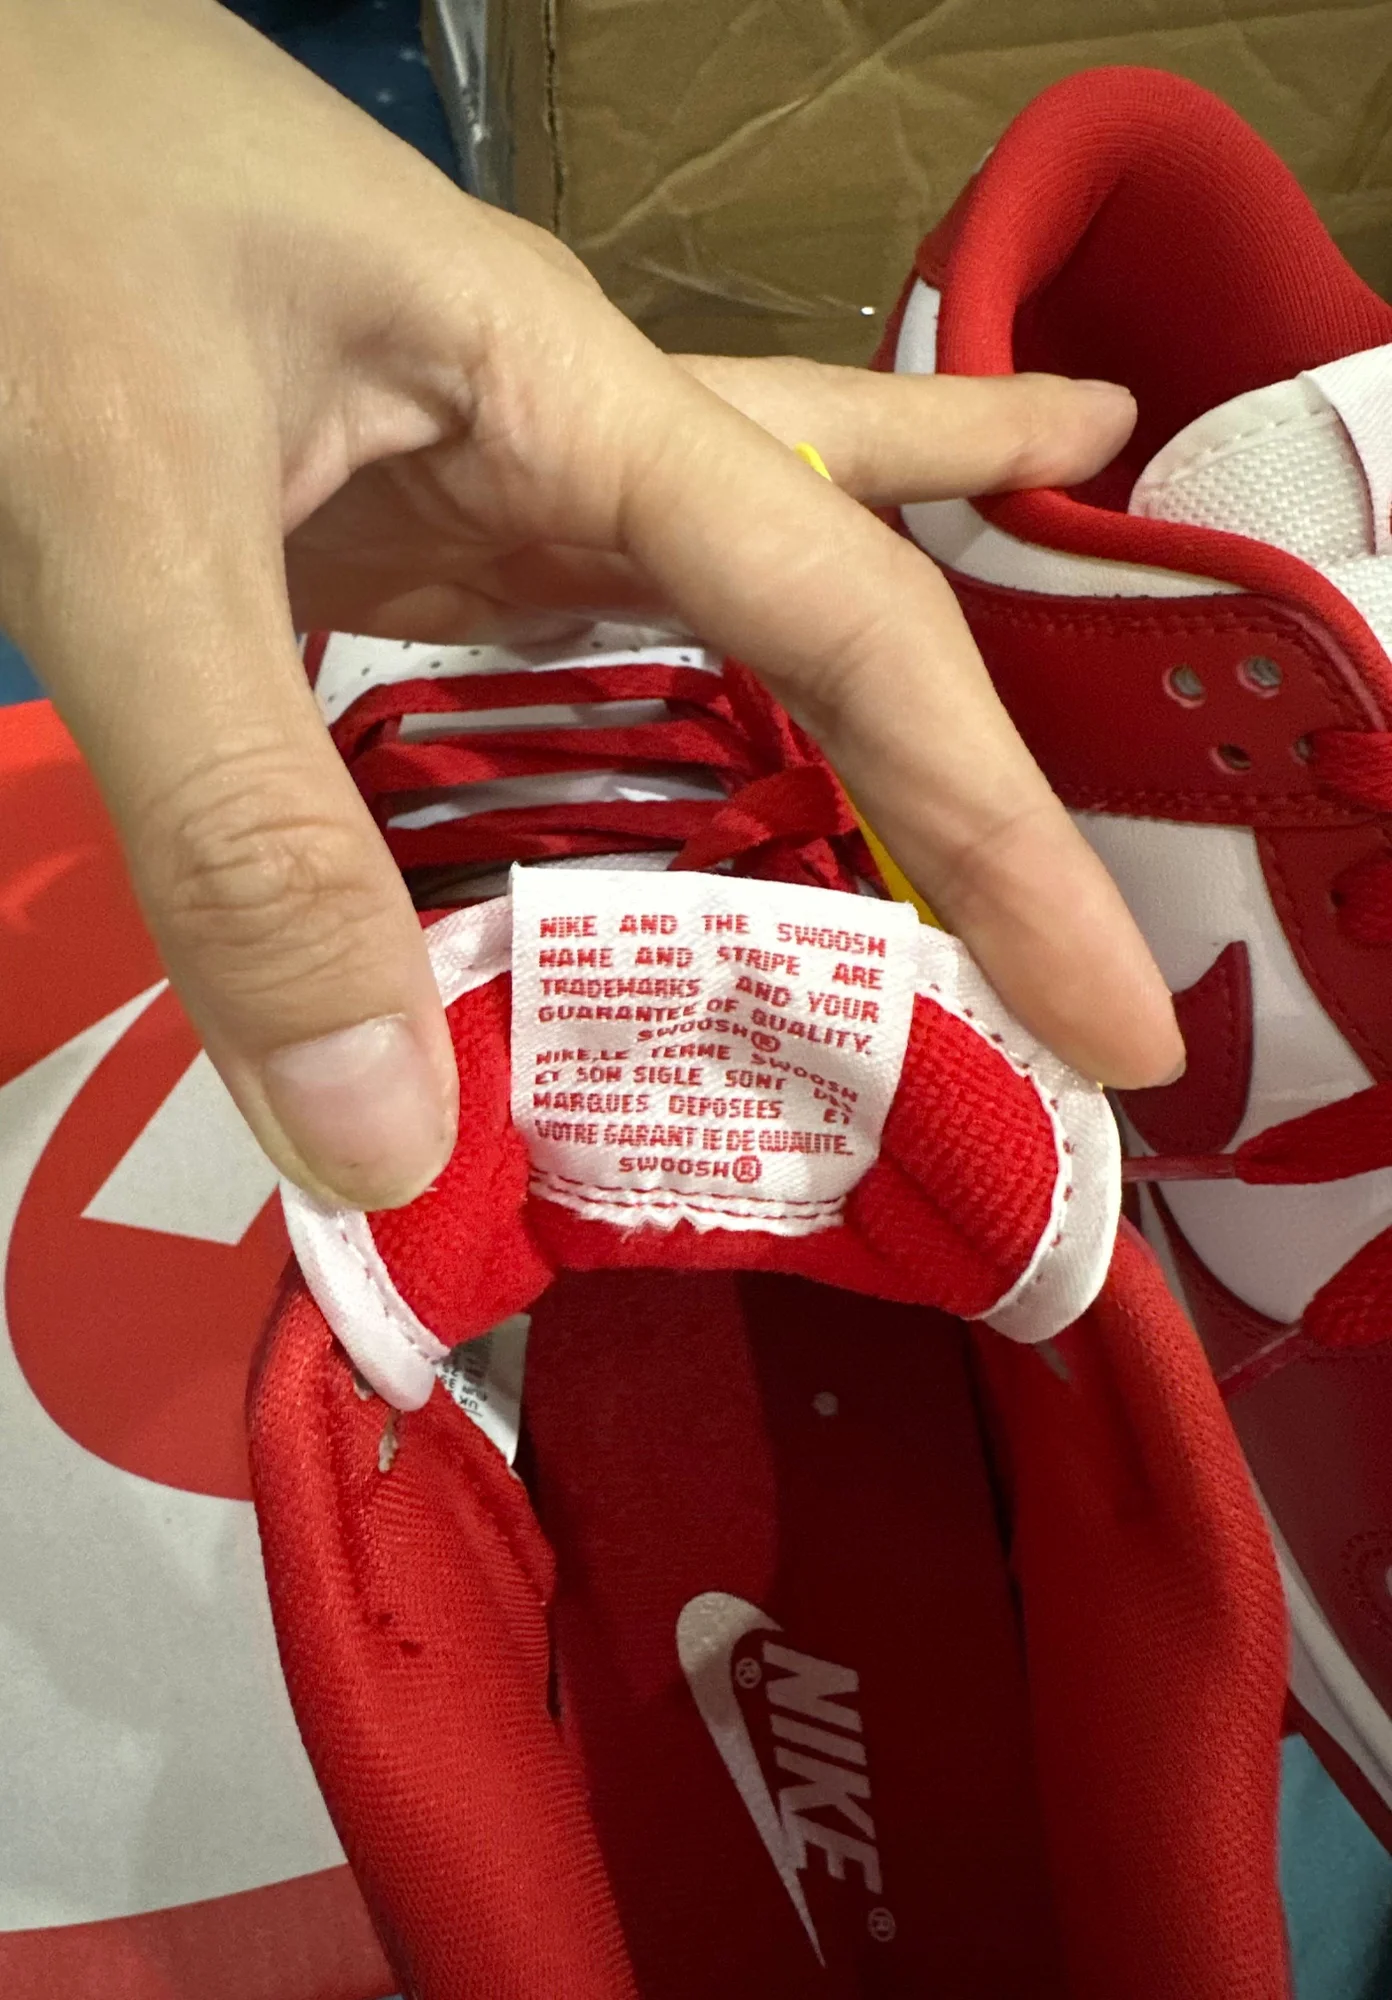 NIKE AND THE SWOOSH
NAME AND STRIPE ARE
TRADEMARKS AND YOUR
GUARANTEE OF QUALITY.
SWOOSH®
NIKE,LE TERME SWOOSH
ET SON SIGLE SONT DES
MARQUES DEPOSEES ET
VOTRE GARANTIE DE QUALITE.
SWOOSH®
UK
®
NIKE®